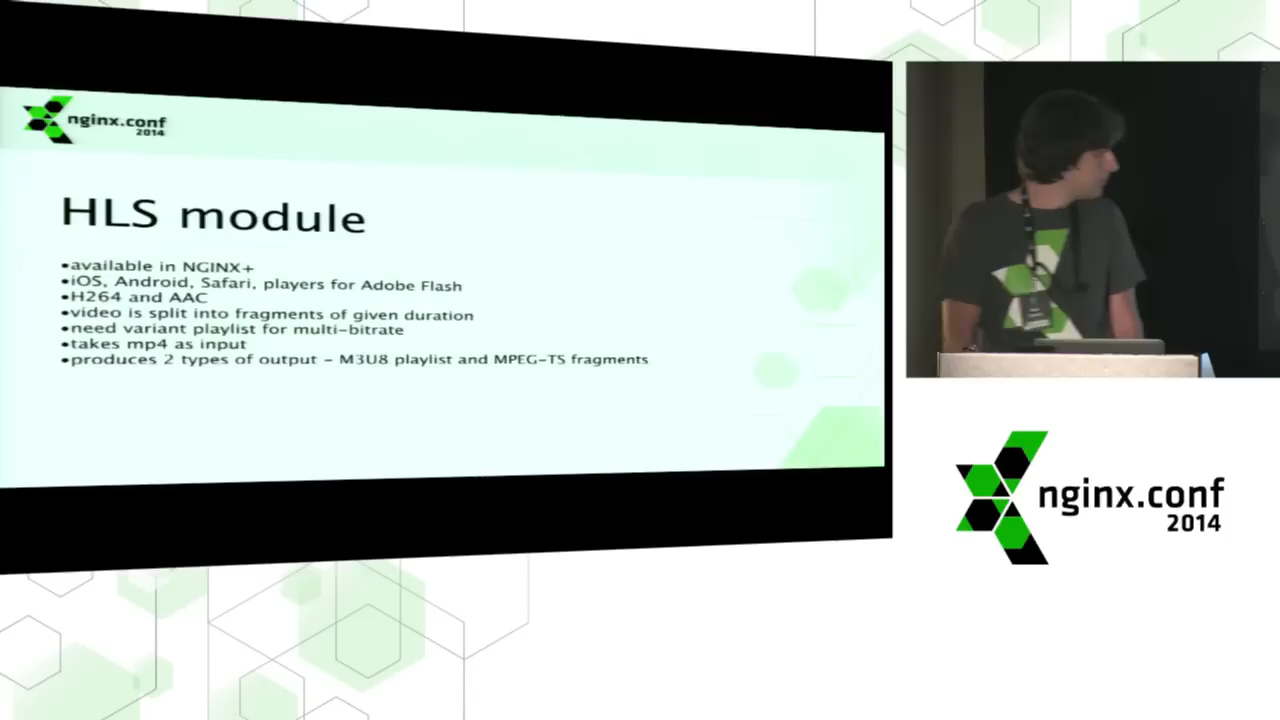 nginx.conf
2014
HLS module
•available in NGINX+
•iOS, Android, Safari, players for Adobe Flash
•H264 and AAC
•video is split into fragments of given duration
•need variant playlist for multi-bitrate
•takes mp4 as input
•produces 2 types of output - M3U8 playlist and MPEG-TS fragments
nginx.conf
2014